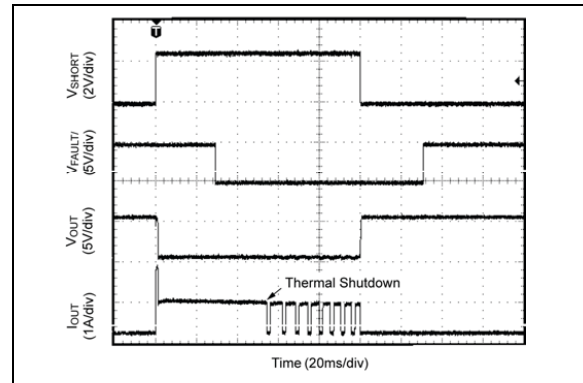 T
VSHORT
(2V/div)
VFAULT/
(5V/div)
VOUT
(5V/div)
Thermal Shutdown
IOUT
(1A/div)
Time (20ms/div)